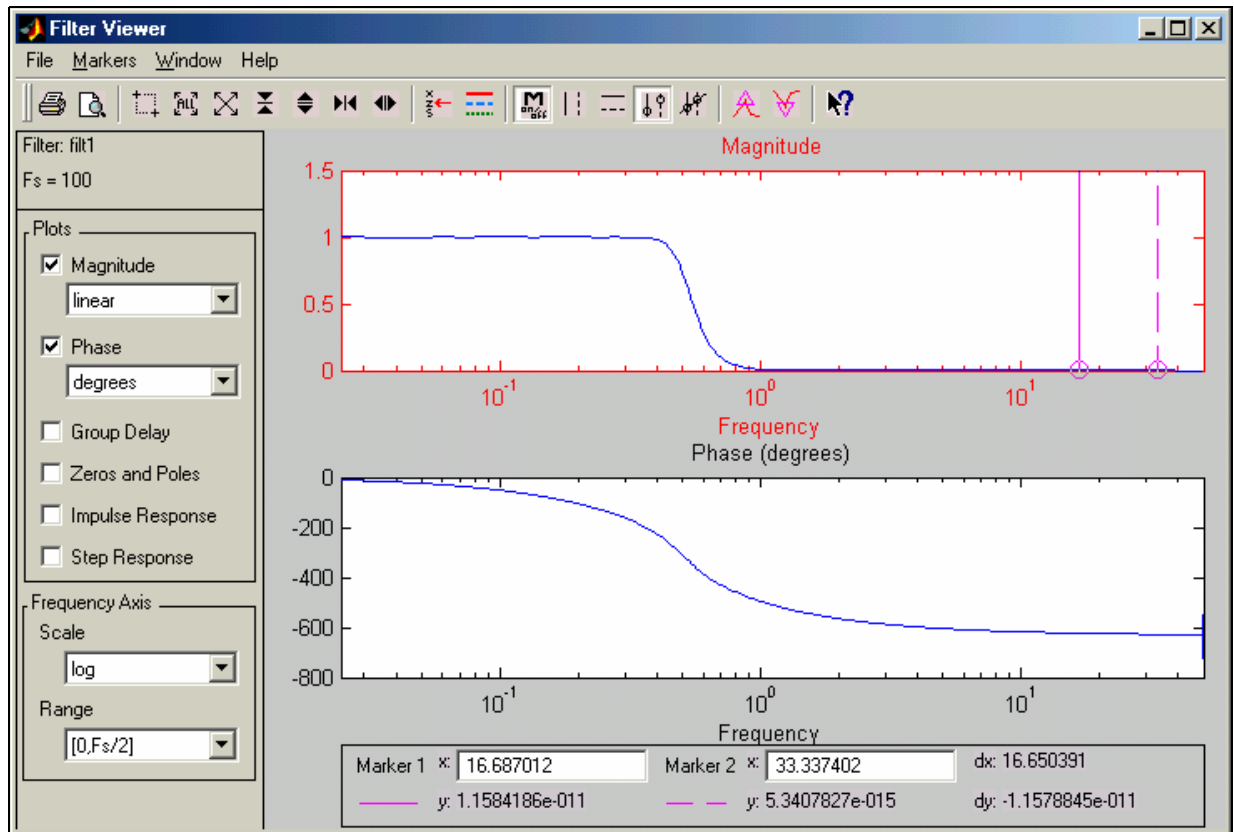 Filter Viewer
File Markers Window Help
Filter: filt1
Fs = 100
Plots
Magnitude
linear
Phase
degrees
Group Delay
Zeros and Poles
Impulse Response
Step Response
Frequency Axis
Scale
log
Range
[0,Fs/2]
Magnitude
1.5
1
0.5
0
10^-1 10^0 10^1
Frequency
Phase (degrees)
0
-200
-400
-600
-800
10^-1 10^0 10^1
Frequency
Marker 1 x: 16.687012 Marker 2 x: 33.337402 dx: 16.650391
y: 1.1584186e-011 y: 5.3407827e-015 dy: -1.1578845e-011